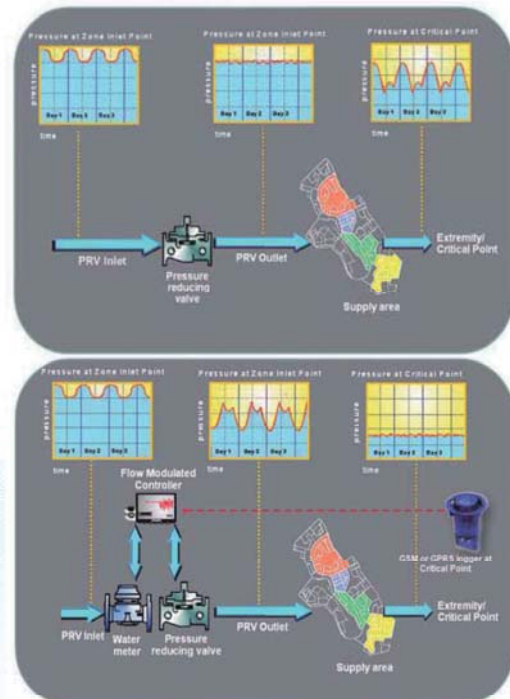 Pressure at Zone Inlet Point
Pressure at Zone Inlet Point
Pressure at Critical Point
pressure
Day 1 Day 2 Day 3
Day 1 Day 2 Day 3
Day 1 Day 2 Day 3
time
time
time
PRV Inlet
Pressure
reducing
valve
PRV Outlet
Supply area
Extremity/
Critical Point
Pressure at Zone Inlet Point
Pressure at Zone Inlet Point
Pressure at Critical Point
pressure
pressure
pressure
Day 1 Day 2 Day 3
Day 1 Day 2 Day 3
Day 1 Day 2 Day 3
time
time
time
Flow Modulated
Controller
GSM or GPRS logger at
Critical Point
PRV Inlet
Water
meter
Pressure
reducing valve
PRV Outlet
Supply area
Extremity/
Critical Point